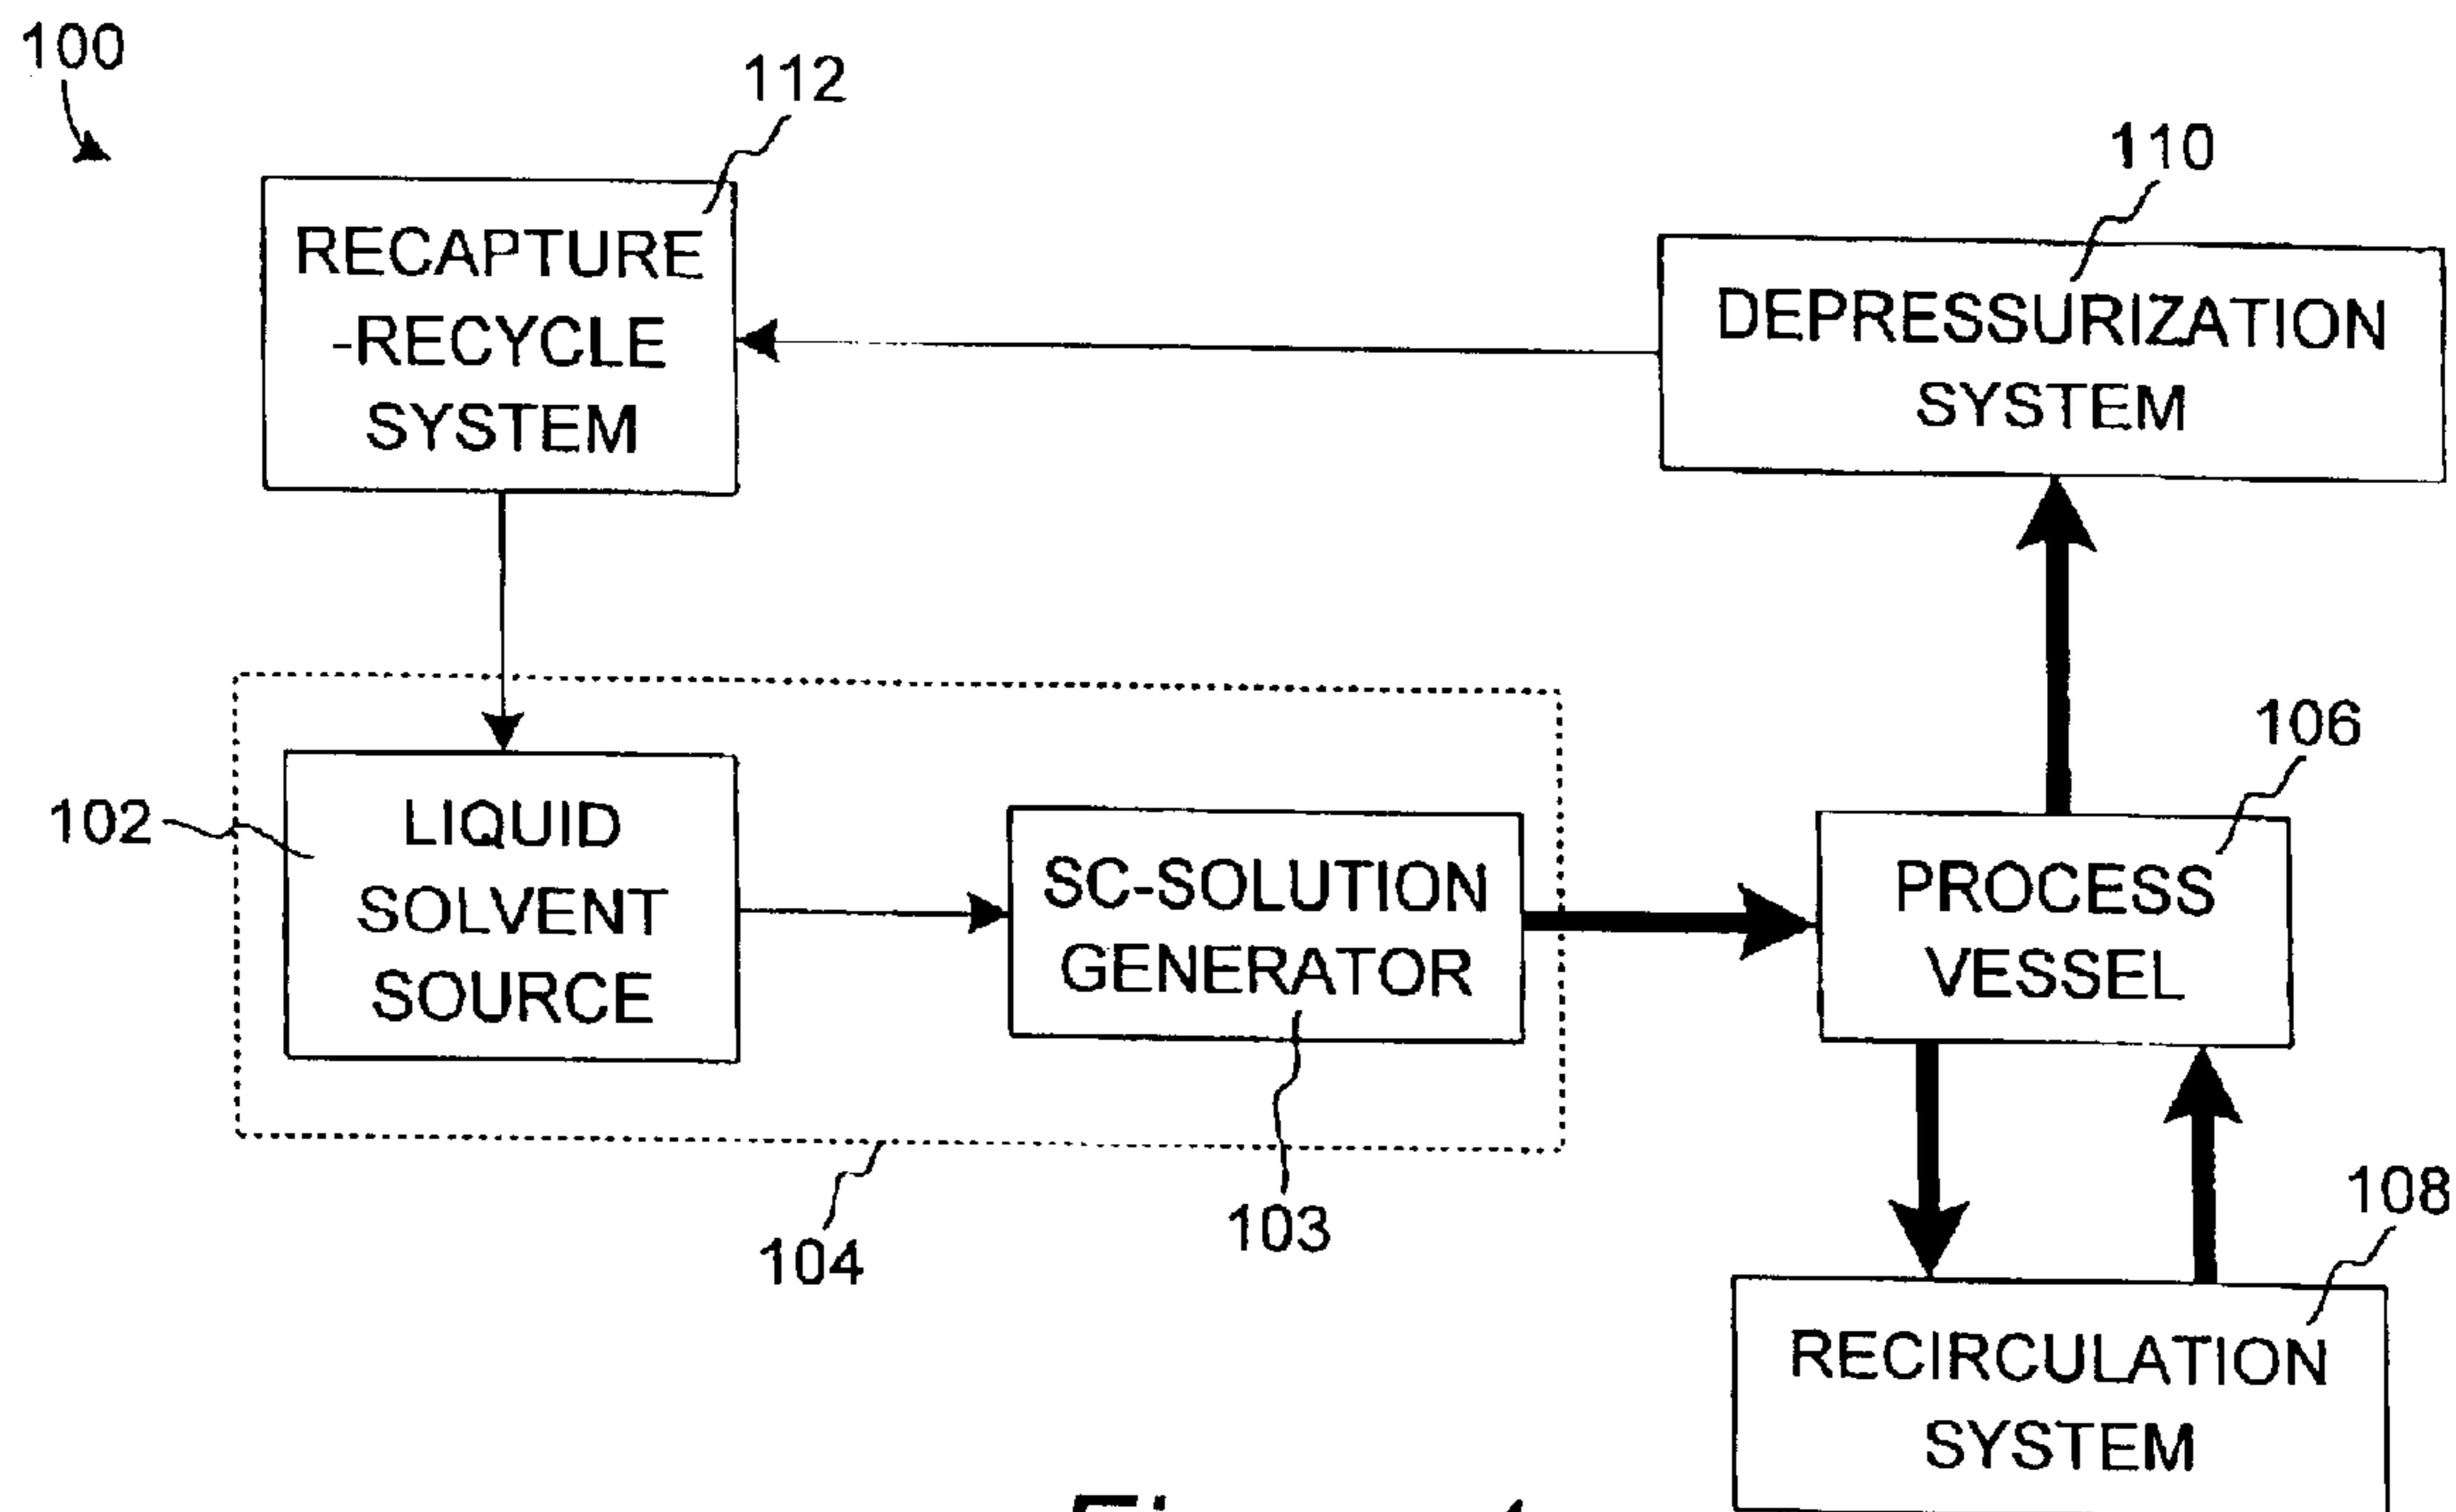 100
112
110
RECAPTURE
-RECYCLE
SYSTEM
DEPRESSURIZATION
SYSTEM
106
102
LIQUID
SOLVENT
SOURCE
SC-SOLUTION
GENERATOR
PROCESS
VESSEL
108
103
104
RECIRCULATION
SYSTEM